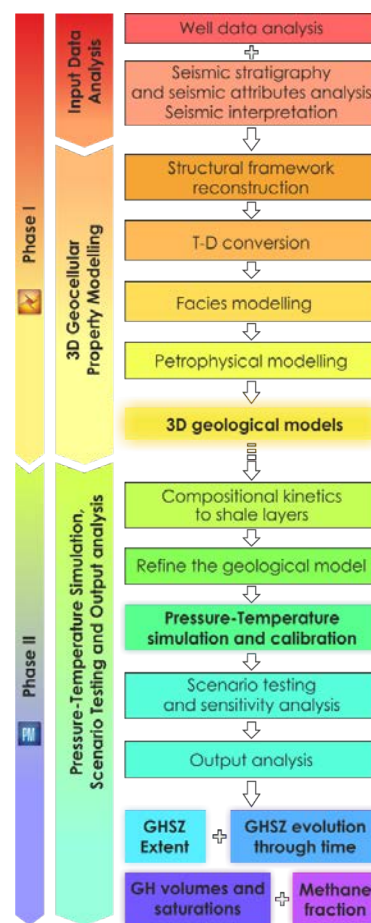 Phase I
Input Data
Analysis
Well data analysis
+
Seismic stratigraphy
and seismic attributes analysis
Seismic interpretation
3D Geocellular
Property Modelling
Structural framework
reconstruction
T-D conversion
Facies modelling
Petrophysical modelling
3D geological models
Phase II
PM
Pressure-Temperature Simulation,
Scenario Testing and Output analysis
Compositional kinetics
to shale layers
Refine the geological model
Pressure-Temperature
simulation and calibration
Scenario testing
and sensitivity analysis
Output analysis
GHSZ
Extent
+
GHSZ evolution
through time
GH volumes and
saturations
+
Methane
fraction